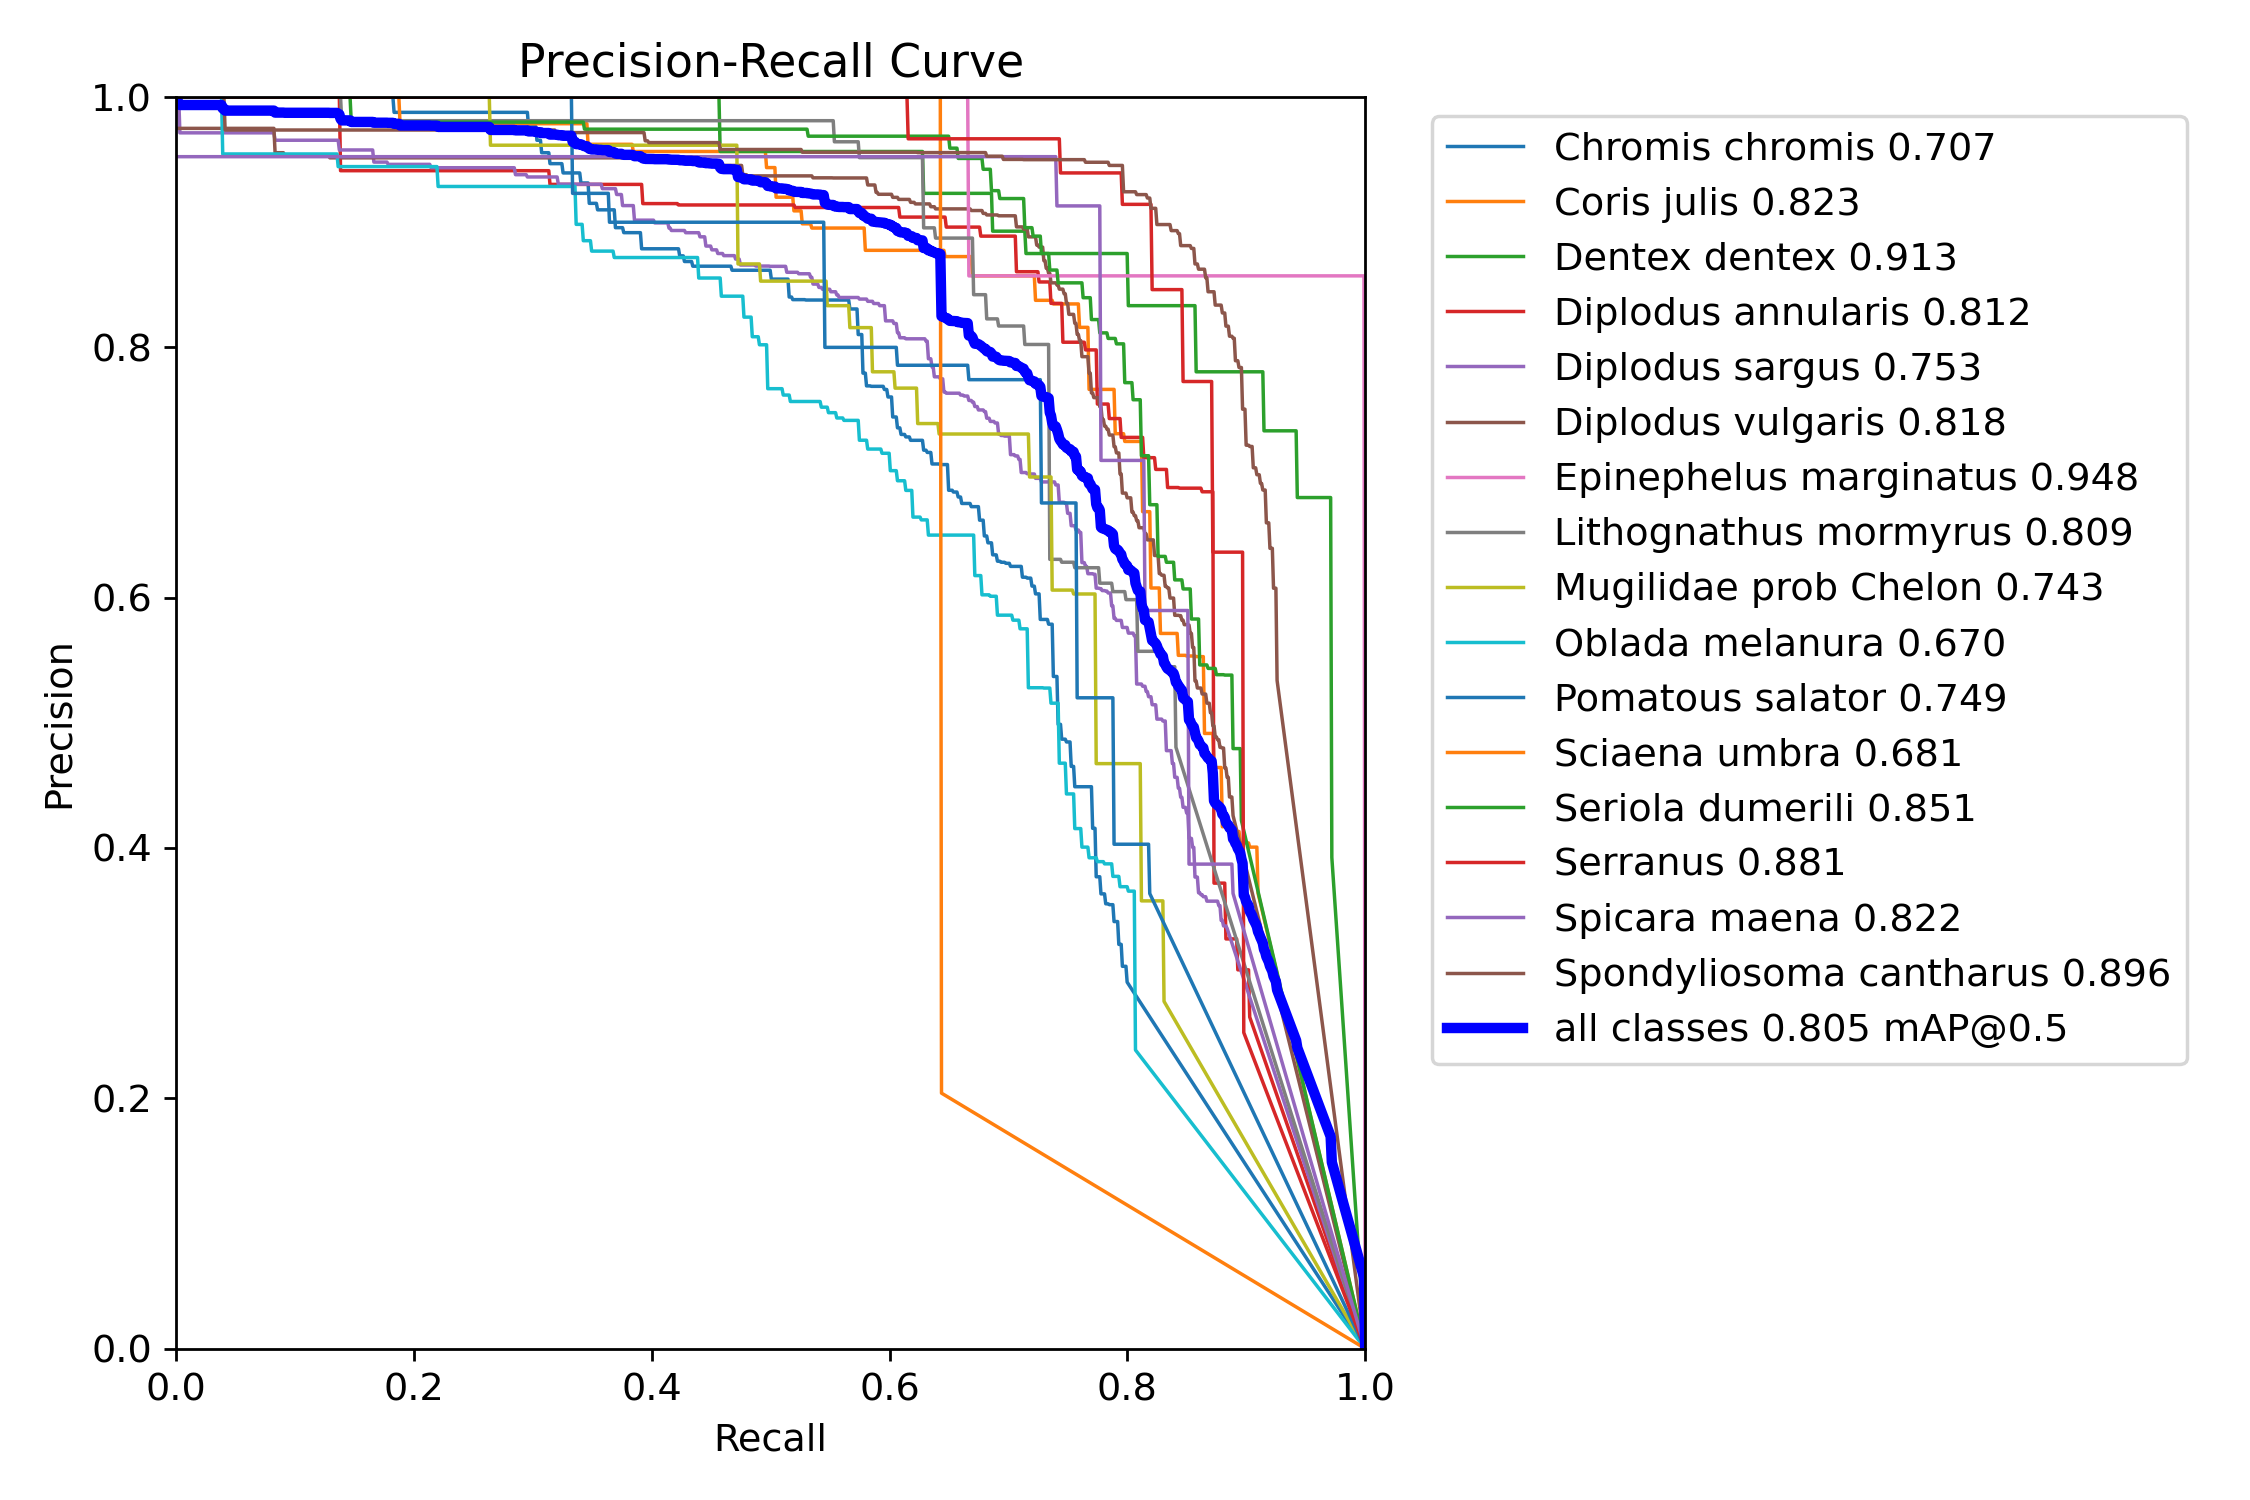 Precision-Recall Curve
1.0
0.8
0.6
0.4
0.2
0.0
Precision
0.0 0.2 0.4 0.6 0.8 1.0
Recall
Chromis chromis 0.707
Coris julis 0.823
Dentex dentex 0.913
Diplodus annularis 0.812
Diplodus sargus 0.753
Diplodus vulgaris 0.818
Epinephelus marginatus 0.948
Lithognathus mormyrus 0.809
Mugilidae prob Chelon 0.743
Oblada melanura 0.670
Pomatous salator 0.749
Sciaena umbra 0.681
Seriola dumerili 0.851
Serranus 0.881
Spicara maena 0.822
Spondyliosoma cantharus 0.896
all classes 0.805 mAP@0.5